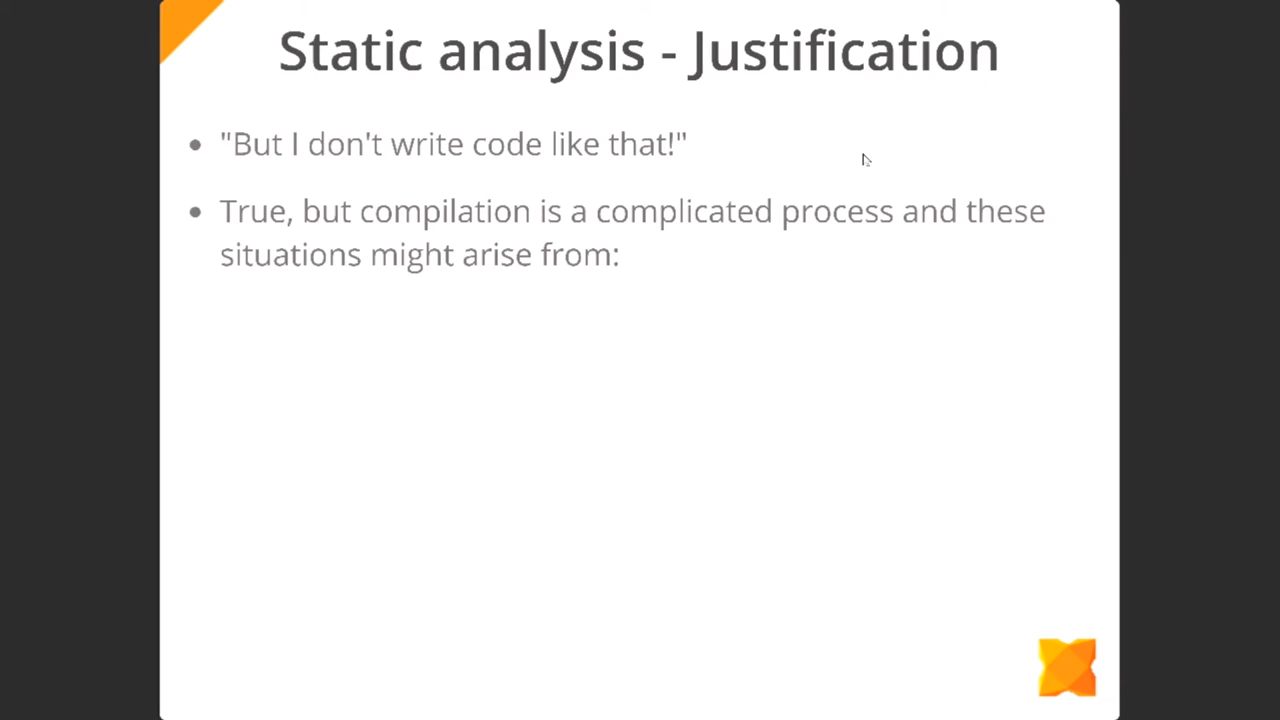 Static analysis - Justification
"But I don't write code like that!"
True, but compilation is a complicated process and these
situations might arise from: